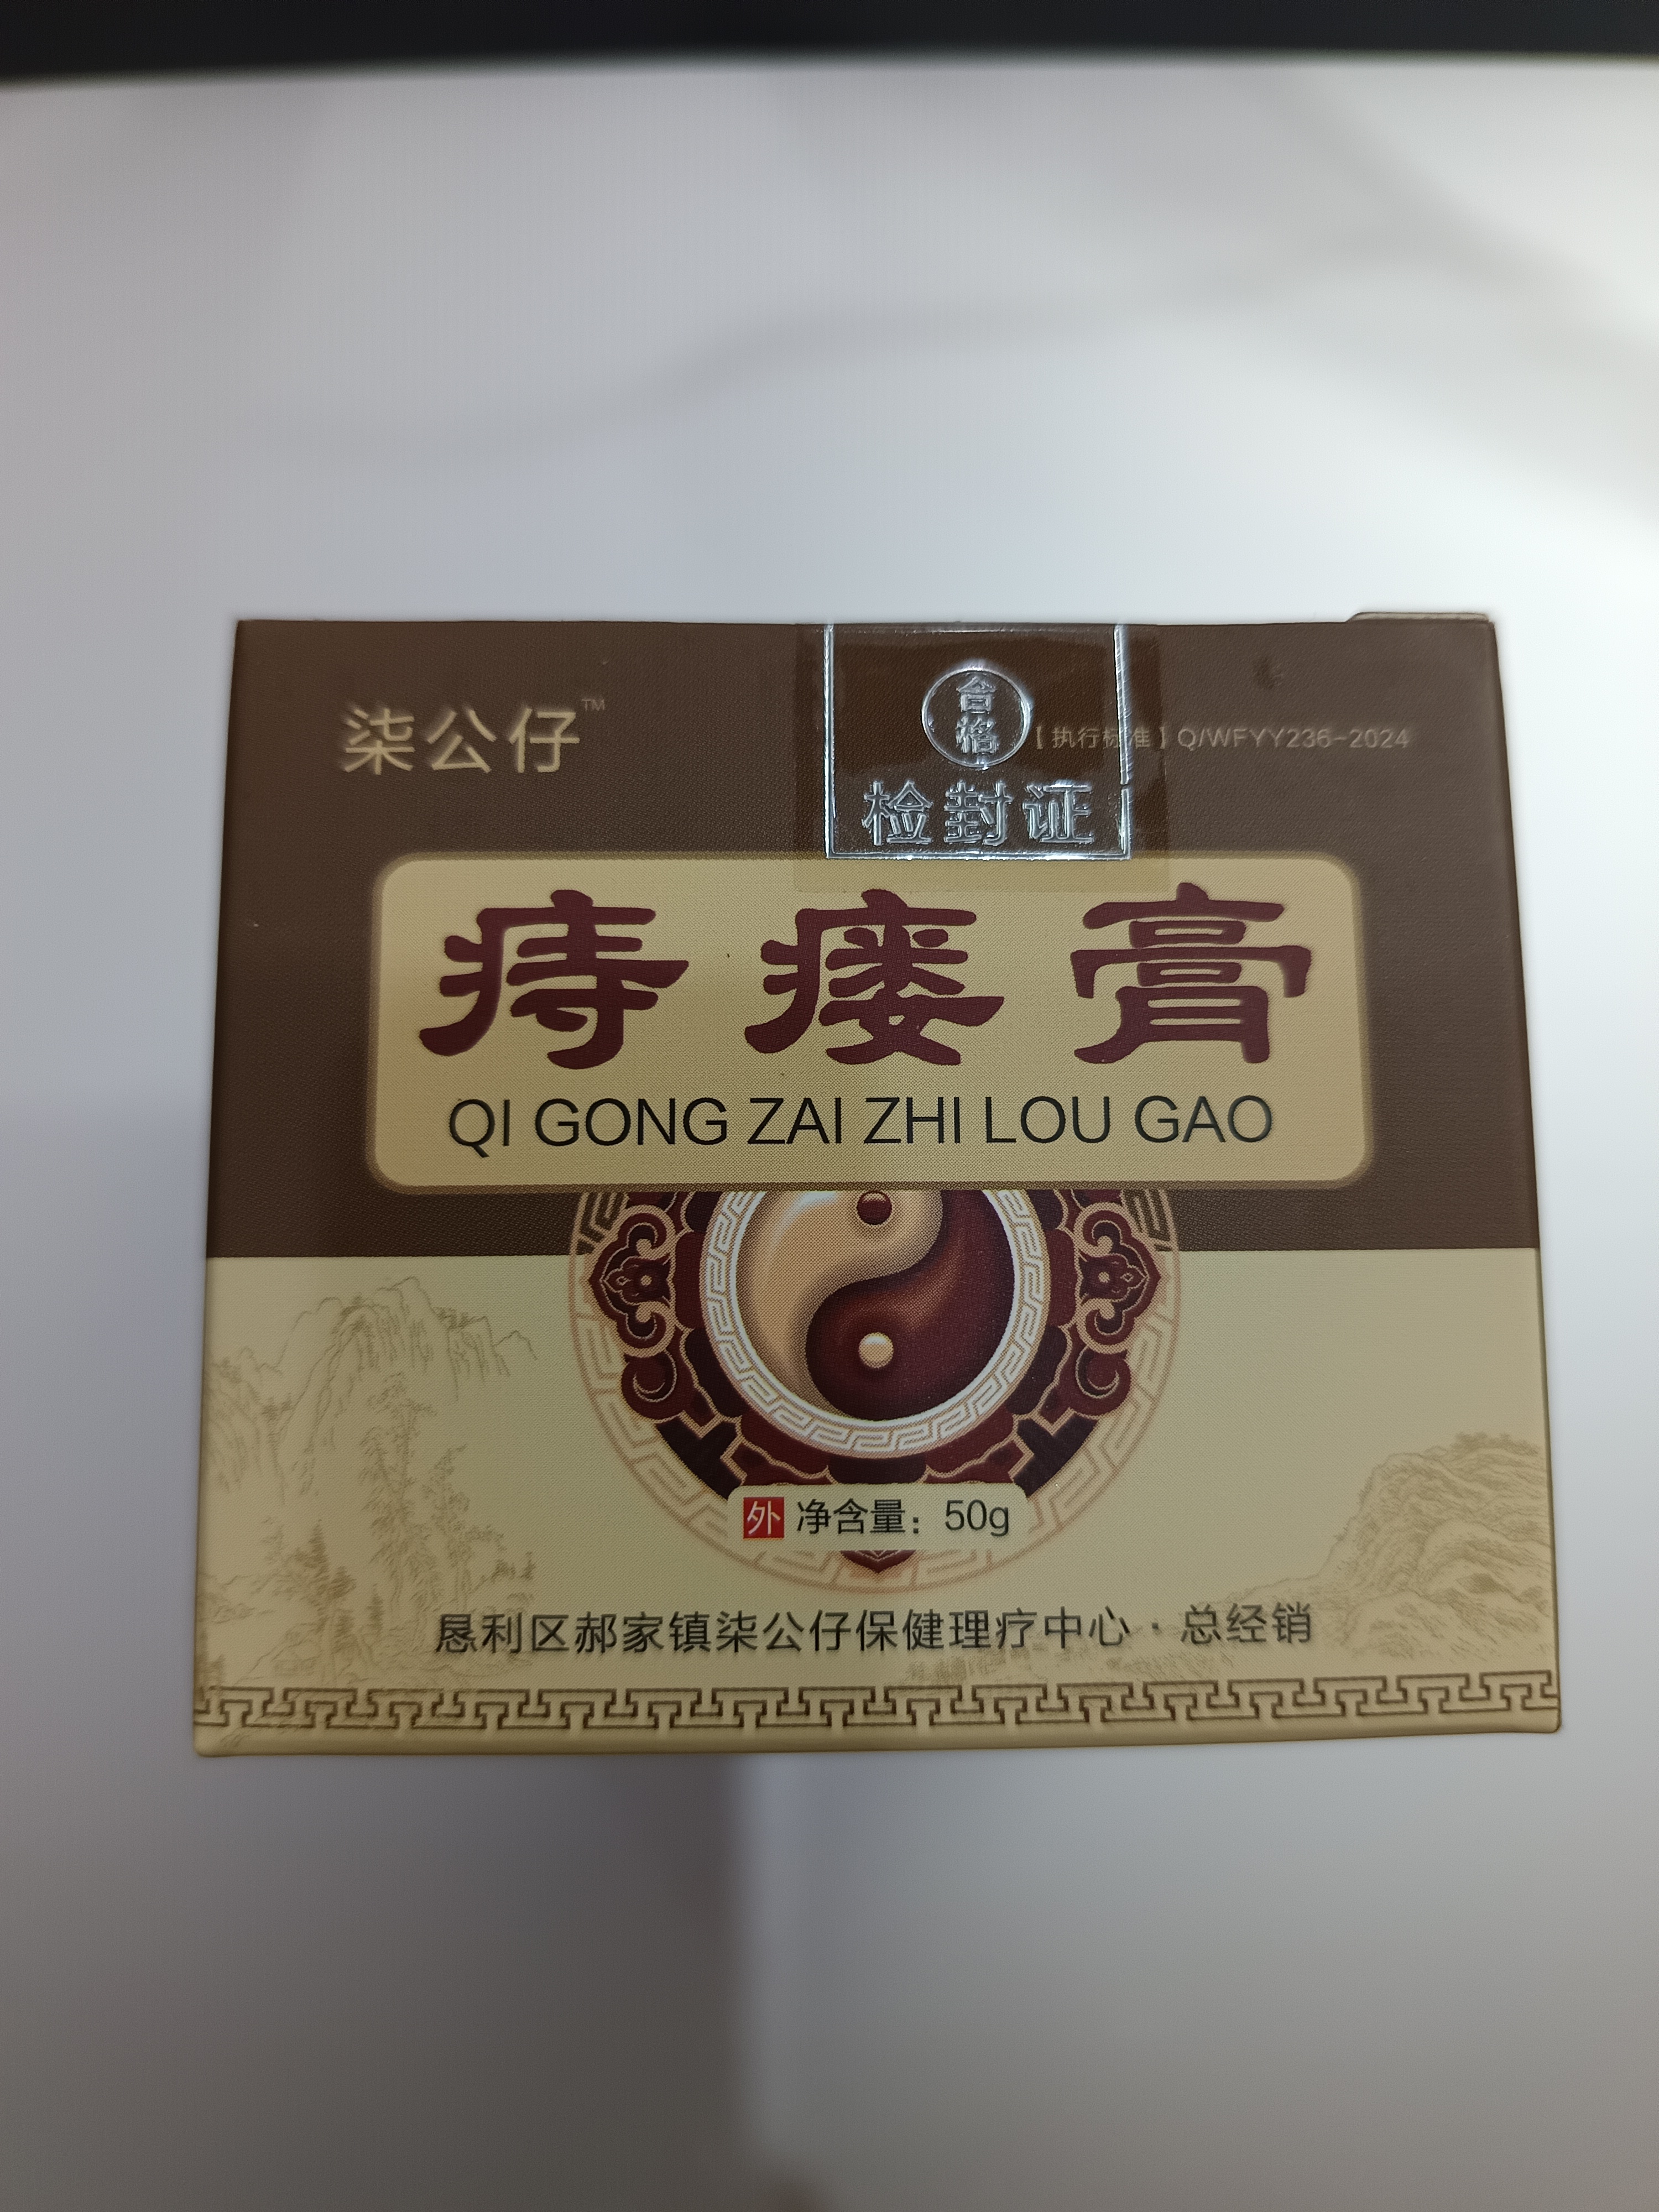 柒公仔™
合格
【执行标准】Q/WFYY236-2024
检封证
痔瘘膏
QI GONG ZAI ZHI LOU GAO
外 净含量：50g
恳利区郝家镇柒公仔保健理疗中心·总经销